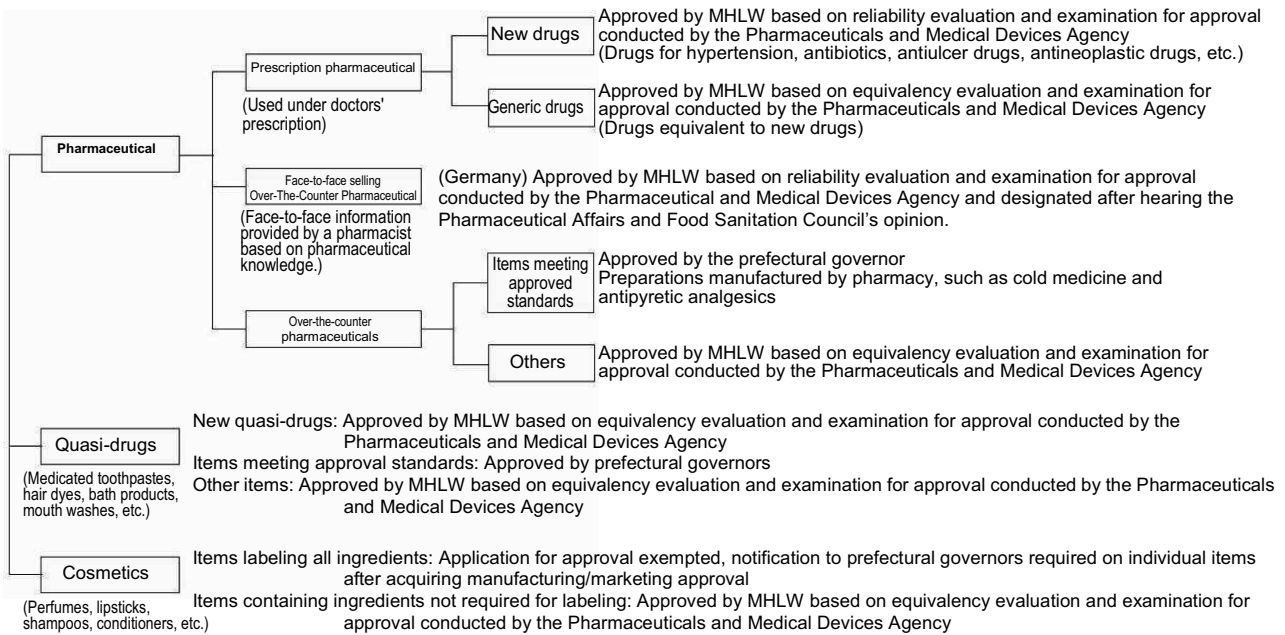 Approved by MHLW based on reliability evaluation and examination for approval
conducted by the Pharmaceuticals and Medical Devices Agency
(Drugs for hypertension, antibiotics, antiulcer drugs, antineoplastic drugs, etc.)
New drugs
Prescription pharmaceutical
(Used under doctors'
prescription)
Generic drugs
Approved by MHLW based on equivalency evaluation and examination for
approval conducted by the Pharmaceuticals and Medical Devices Agency
(Drugs equivalent to new drugs)
Pharmaceutical
Face-to-face selling
Over-The-Counter Pharmaceutical
(Face-to-face information
provided by a pharmacist
based on pharmaceutical
knowledge.)
(Germany) Approved by MHLW based on reliability evaluation and examination for approval
conducted by the Pharmaceutical and Medical Devices Agency and designated after hearing the
Pharmaceutical Affairs and Food Sanitation Council’s opinion.
Items meeting
approved
standards
Approved by the prefectural governor
Preparations manufactured by pharmacy, such as cold medicine and
antipyretic analgesics
Over-the-counter
pharmaceuticals
Others
Approved by MHLW based on equivalency evaluation and examination for
approval conducted by the Pharmaceuticals and Medical Devices Agency
Quasi-drugs
(Medicated toothpastes,
hair dyes, bath products,
mouth washes, etc.)
New quasi-drugs: Approved by MHLW based on equivalency evaluation and examination for approval conducted by the
Pharmaceuticals and Medical Devices Agency
Items meeting approval standards: Approved by prefectural governors
Other items: Approved by MHLW based on equivalency evaluation and examination for approval conducted by the Pharmaceuticals
and Medical Devices Agency
Cosmetics
(Perfumes, lipsticks,
shampoos, conditioners, etc.)
Items labeling all ingredients: Application for approval exempted, notification to prefectural governors required on individual items
after acquiring manufacturing/marketing approval
Items containing ingredients not required for labeling: Approved by MHLW based on equivalency evaluation and examination for
approval conducted by the Pharmaceuticals and Medical Devices Agency